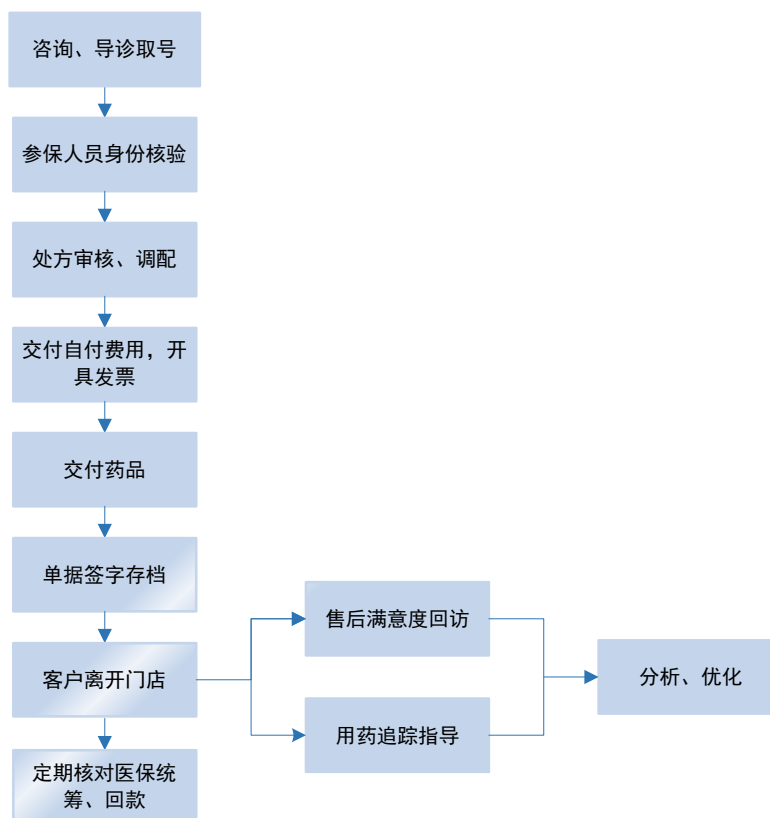 咨询、导诊取号
参保人员身份核验
处方审核、调配
交付自付费用，开
具发票
交付药品
单据签字存档
客户离开门店
定期核对医保统
筹、回款
售后满意度回访
用药追踪指导
分析、优化